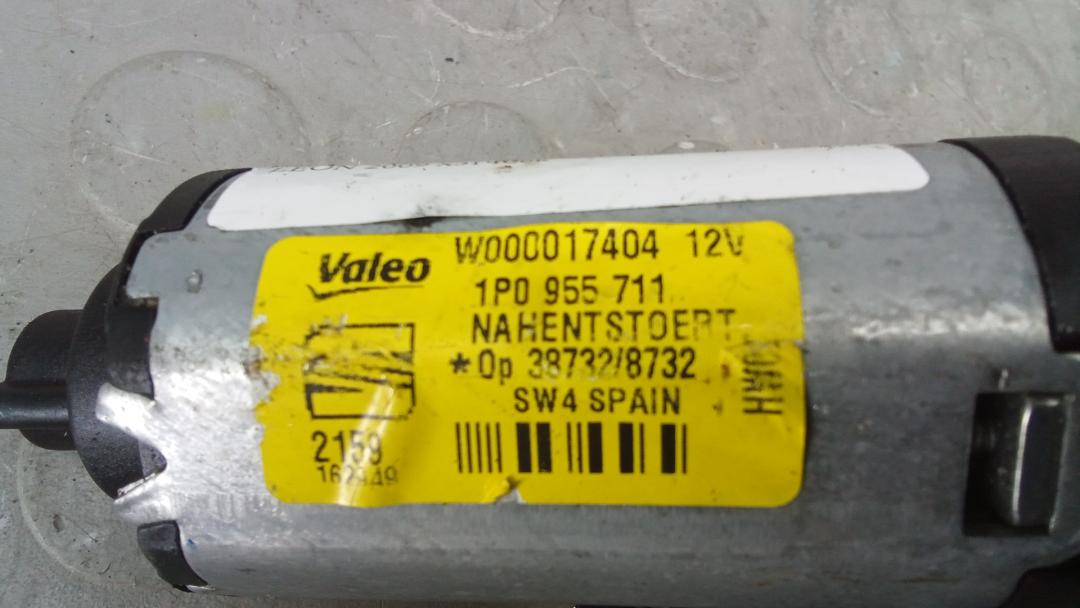 Valeo
W000017404 12V
1P0 955 711
NAHENTSTOERT
*Op 38732/8732
SW4 SPAIN
2159